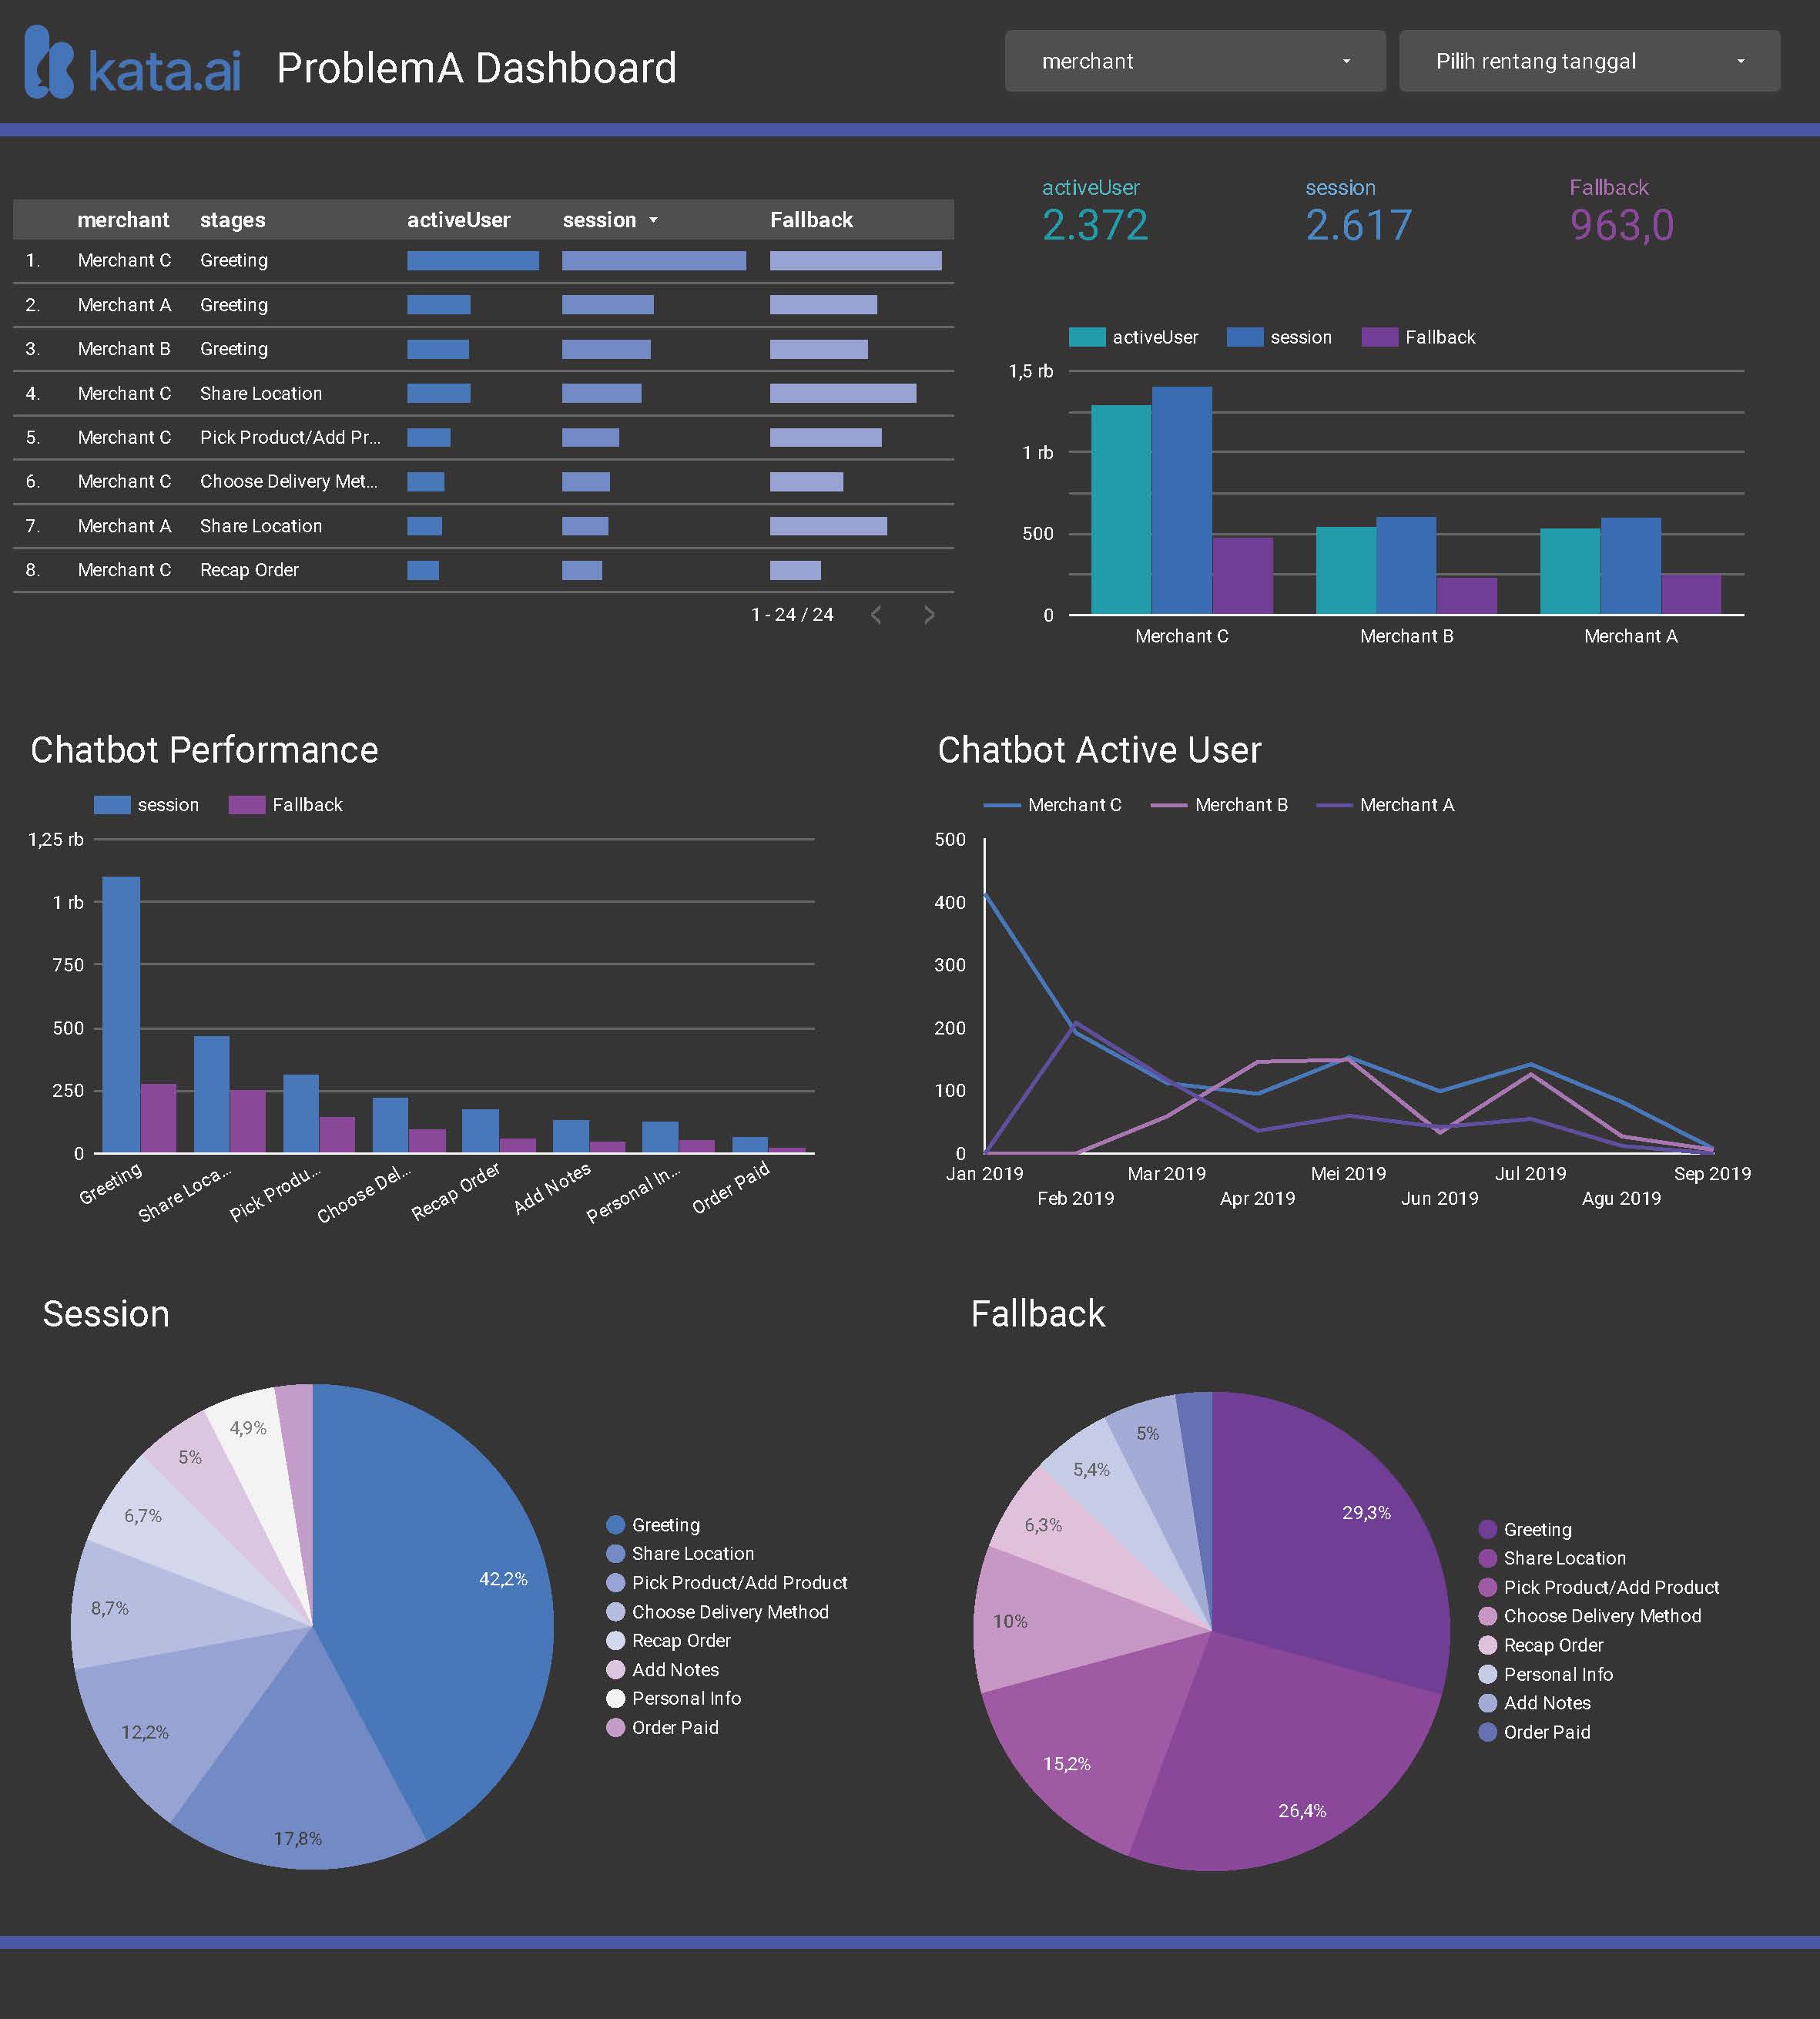 kata.ai ProblemA Dashboard
merchant
Pilih rentang tanggal
merchant stages activeUser session Fallback
1. Merchant C Greeting
2. Merchant A Greeting
3. Merchant B Greeting
4. Merchant C Share Location
5. Merchant C Pick Product/Add Pr...
6. Merchant C Choose Delivery Met...
7. Merchant A Share Location
8. Merchant C Recap Order
1 - 24 / 24
activeUser session Fallback
2.372 2.617 963,0
activeUser session Fallback
1,5 rb
1 rb
500
0
Merchant C Merchant B Merchant A
Chatbot Performance
session Fallback
1,25 rb
1 rb
750
500
250
0
Greeting Share Loca... Pick Produ... Choose Del... Recap Order Add Notes Personal In... Order Paid
Chatbot Active User
Merchant C Merchant B Merchant A
500
400
300
200
100
0
Jan 2019 Mar 2019 Mei 2019 Jul 2019 Sep 2019
Feb 2019 Apr 2019 Jun 2019 Agu 2019
Session
42,2%
17,8%
12,2%
8,7%
6,7%
5%
4,9%
Greeting
Share Location
Pick Product/Add Product
Choose Delivery Method
Recap Order
Add Notes
Personal Info
Order Paid
Fallback
29,3%
26,4%
15,2%
10%
6,3%
5,4%
5%
Greeting
Share Location
Pick Product/Add Product
Choose Delivery Method
Recap Order
Personal Info
Add Notes
Order Paid